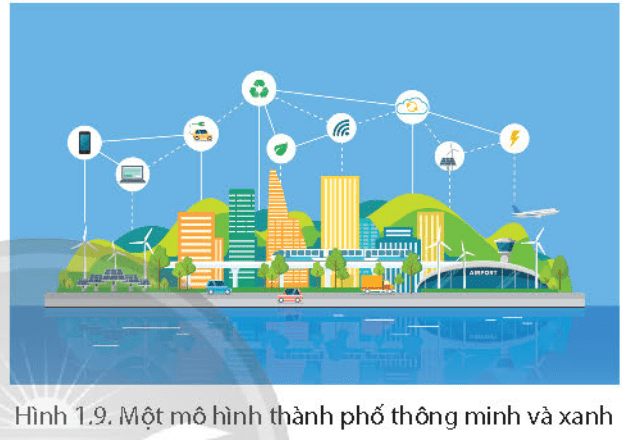 AIRPORT
Hình 1.9. Một mô hình thành phố thông minh và xanh